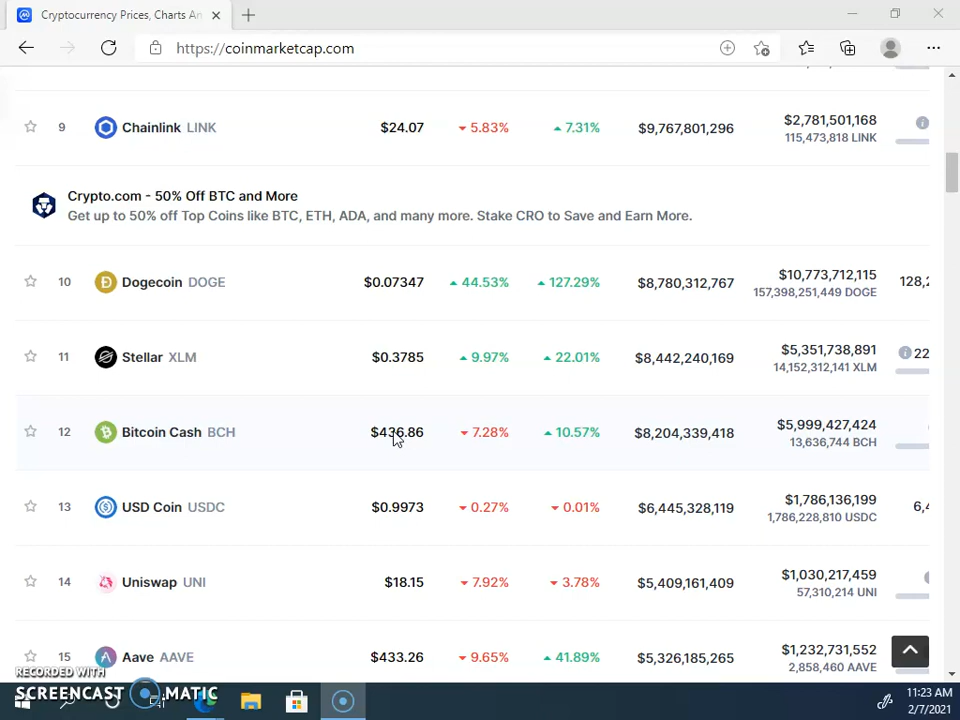 Cryptocurrency Prices, Charts An
https://coinmarketcap.com
9 Chainlink LINK $24.07 5.83% 7.31% $9,767,801,296 $2,781,501,168
115,473,818 LINK
Crypto.com - 50% Off BTC and More
Get up to 50% off Top Coins like BTC, ETH, ADA, and many more. Stake CRO to Save and Earn More.
10 Dogecoin DOGE $0.07347 44.53% 127.29% $8,780,312,767 $10,773,712,115 128,2
157,398,251,449 DOGE
11 Stellar XLM $0.3785 9.97% 22.01% $8,442,240,169 $5,351,738,891 22
14,152,312,141 XLM
12 Bitcoin Cash BCH $436.86 7.28% 10.57% $8,204,339,418 $5,999,427,424
13,636,744 BCH
13 USD Coin USDC $0.9973 0.27% 0.01% $6,445,328,119 $1,786,136,199 6,4
1,786,228,810 USDC
14 Uniswap UNI $18.15 7.92% 3.78% $5,409,161,409 $1,030,217,459
57,310,214 UNI
15 Aave AAVE $433.26 9.65% 41.89% $5,326,185,265 $1,232,731,552
2,858,460 AAVE
RECORDED WITH
SCREENCAST MATIC
11:23 AM
2/7/2021